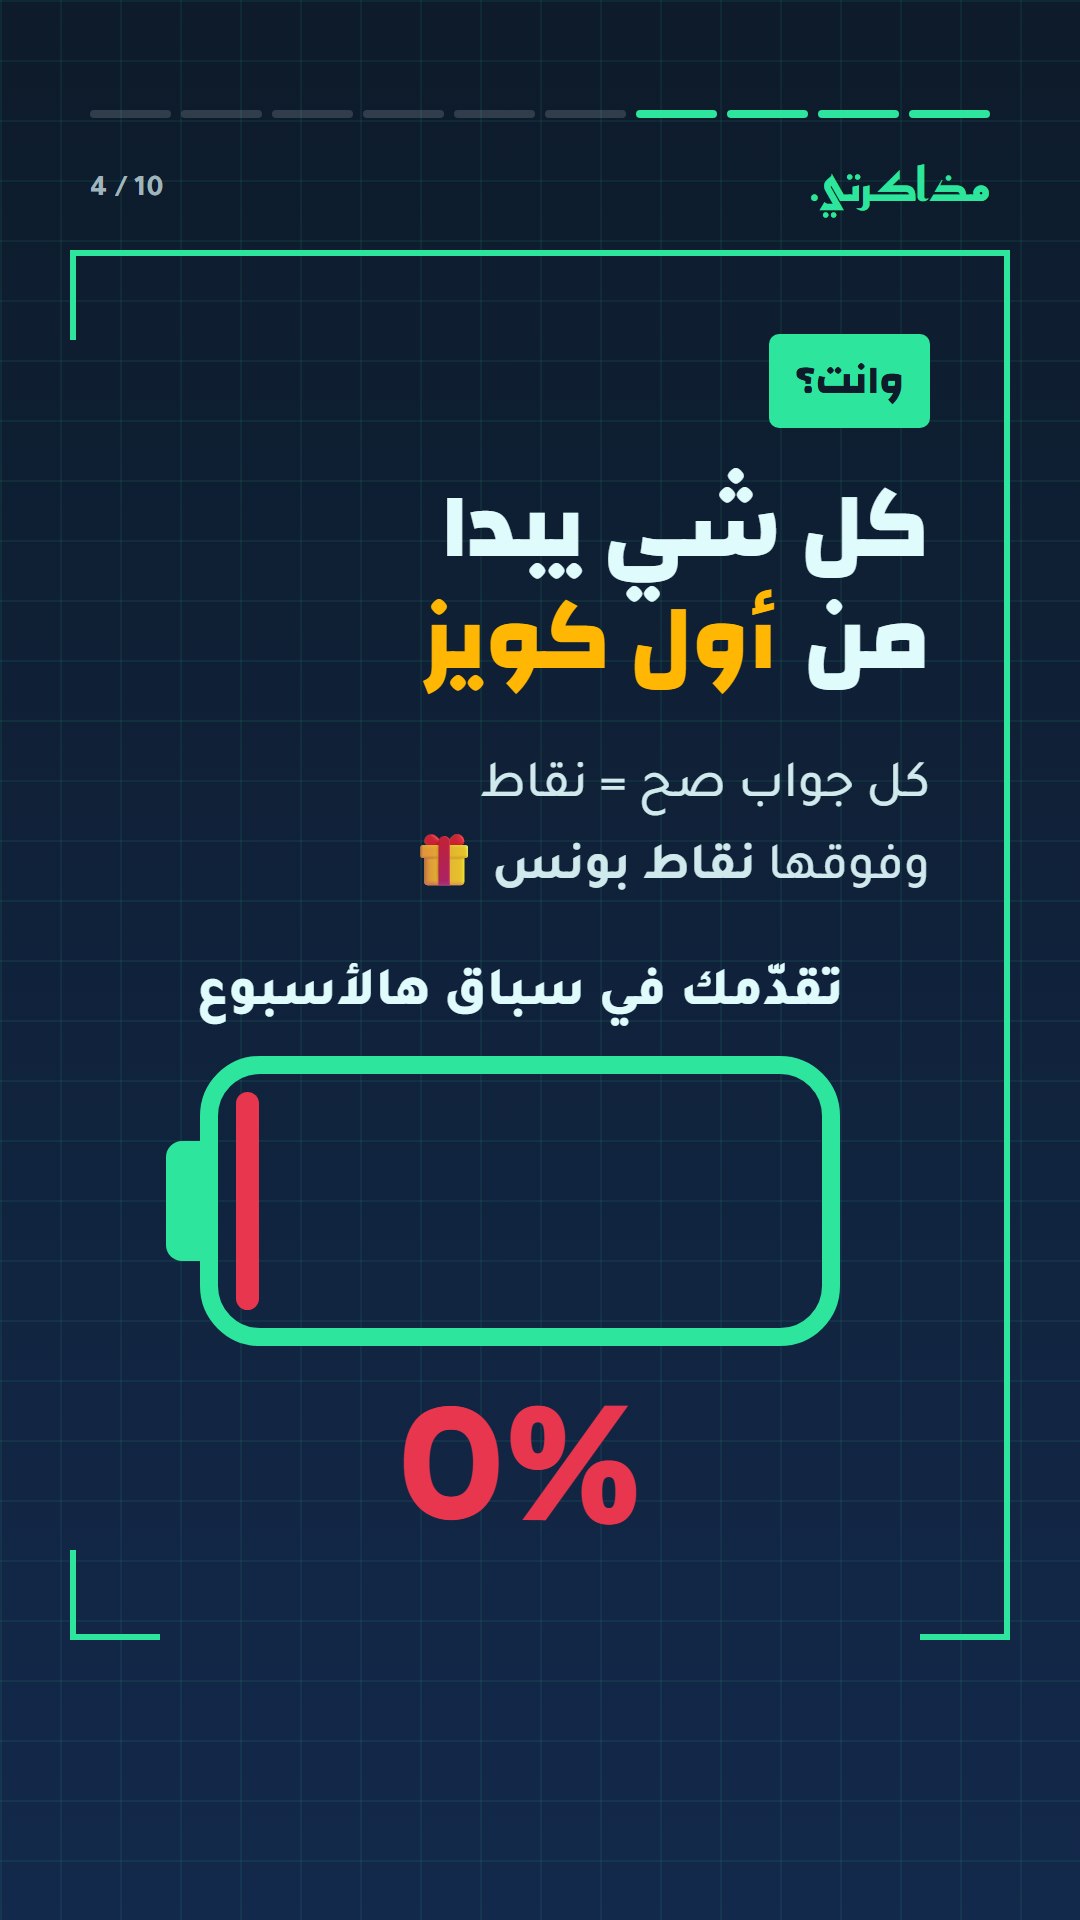 مذاكرتي.
4 / 10
وانت؟
كل شي يبدا
من أول كويز
كل جواب صح = نقاط
وفوقها نقاط بونس 🎁
تقدّمك في سباق هالأسبوع
0%